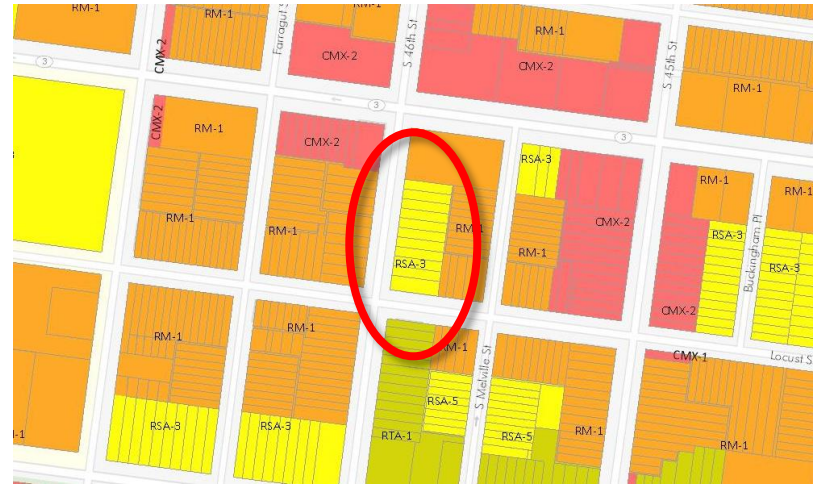 RM-1
CMX-2
RM-1
Farragut S
CMX-2
S 46th St
RM-1
CMX-2
S 45th St
RM-1
3
3
3
CMX-2
RM-1
CMX-2
RM-1
RM-1
RSA-3
RM-1
RSA-3
CMX-2
RM-1
RM-1
RSA-3
CMX-2
Buckingham Pl
RM-1
RSA-3
RM-1
RSA-3
RM-1
RSA-3
RM-1
RSA-5
RTA-1
S Melville St
RSA-5
RM-1
CMX-1
Locust S
RM-1
-1